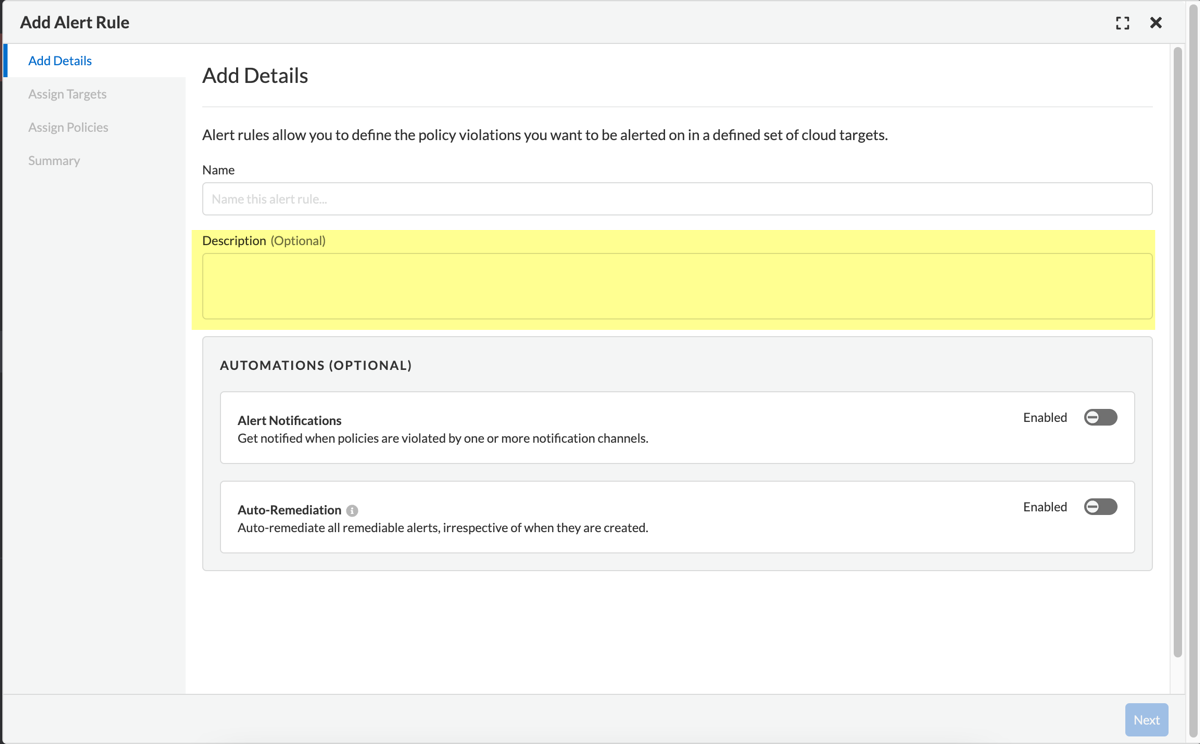 Add Alert Rule
Add Details
Assign Targets
Assign Policies
Summary
Add Details
Alert rules allow you to define the policy violations you want to be alerted on in a defined set of cloud targets.
Name
Name this alert rule...
Description (Optional)
AUTOMATIONS (OPTIONAL)
Alert Notifications
Get notified when policies are violated by one or more notification channels.
Enabled
Auto-Remediation
Auto-remediate all remediable alerts, irrespective of when they are created.
Enabled
Next